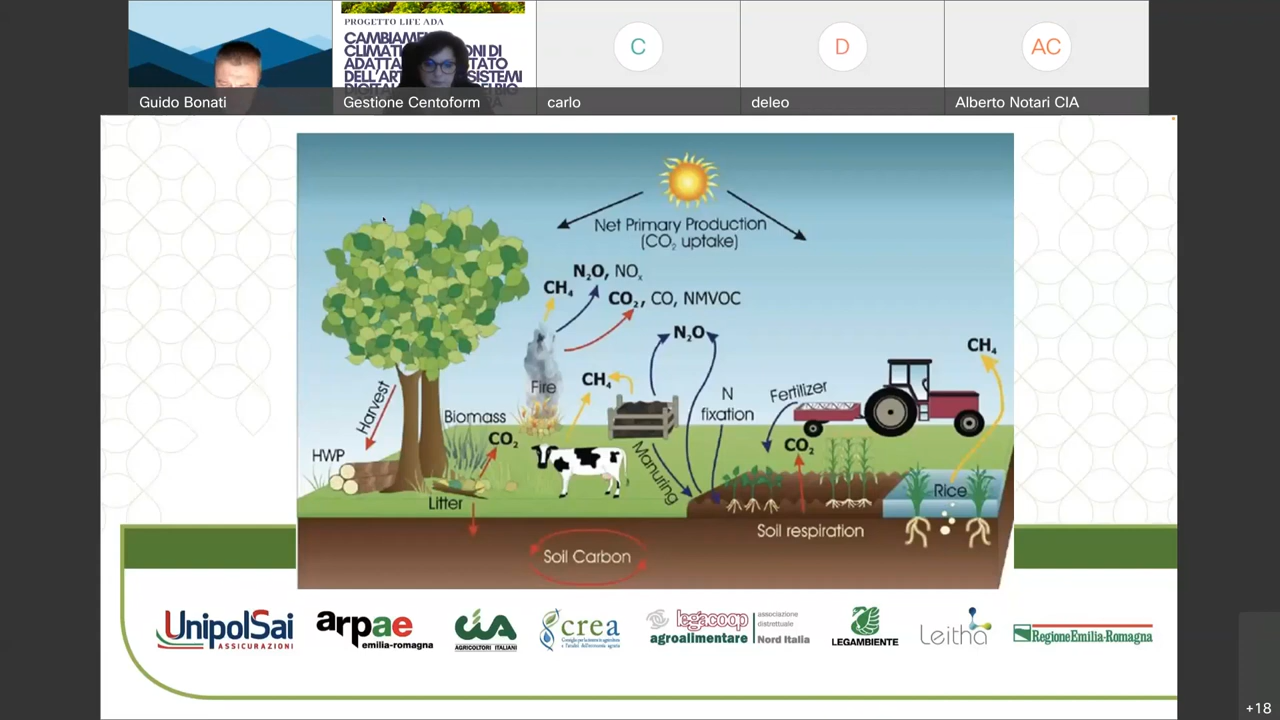 PROGETTO LIFE ADA
Guido Bonati
Gestione Centoform
C
carlo
D
deleo
AC
Alberto Notari CIA
Net Primary Production
(CO₂ uptake)
N₂O, NOₓ
CH₄
CO₂, CO, NMVOC
N₂O
CH₄
Fire
CH₄
N
fixation
Fertilizer
Harvest
Biomass
CO₂
HWP
Litter
Manuring
CO₂
Rice
Soil respiration
Soil Carbon
UnipolSai
ASSICURAZIONI
arpae
emilia-romagna
cia
AGRICOLTORI ITALIANI
crea
legacoop
agroalimentare
associazione
distrettuale
Nord Italia
LEGAMBIENTE
Leitha
RegioneEmilia-Romagna
+18